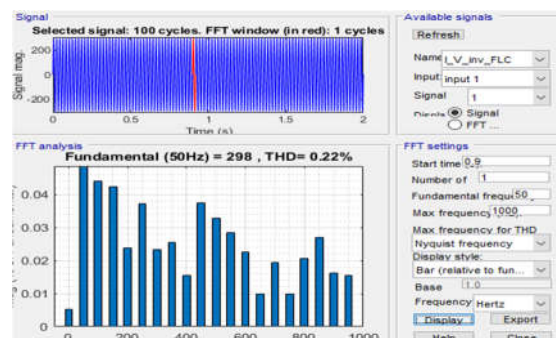 Signal
Selected signal: 100 cycles. FFT window (in red): 1 cycles
Signal mag.
200
0
-200
0 0.5 1 1.5 2
Time (s)
FFT analysis
Fundamental (50Hz) = 298 , THD= 0.22%
0.04
0.03
0.02
0.01
0
0 200 400 600 800 1000
Available signals
Refresh
Name I_V_inv_FLC
Input: input 1
Signal 1
Signal
FFT ...
FFT settings
Start time 0.9
Number of 1
Fundamental 50
Max frequency 1000
Max frequency for THD
Nyquist frequency
Display style:
Bar (relative to fun...
Base 1.0
Frequency Hertz
Display Export
Help Close